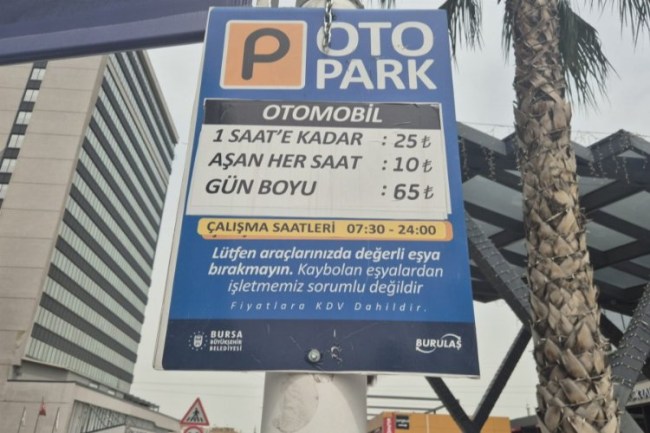 P OTO
PARK
OTOMOBİL
1 SAAT'E KADAR : 25 ₺
AŞAN HER SAAT : 10 ₺
GÜN BOYU : 65 ₺
ÇALIŞMA SAATLERİ 07:30 - 24:00
Lütfen araçlarınızda değerli eşya
bırakmayın. Kaybolan eşyalardan
işletmemiz sorumlu değildir
Fiyatlara KDV Dahildir.
BURSA
BÜYÜKŞEHİR
BELEDİYESİ
BURULAŞ